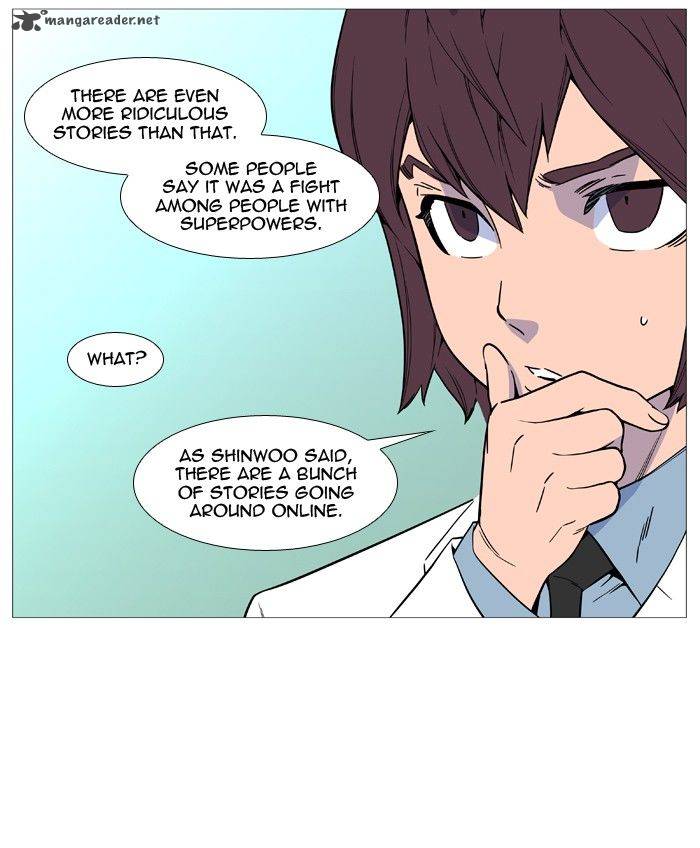 mangareader.net
THERE ARE EVEN
MORE RIDICULOUS
STORIES THAN THAT.
SOME PEOPLE
SAY IT WAS A FIGHT
AMONG PEOPLE WITH
SUPERPOWERS.
WHAT?
AS SHINWOO SAID,
THERE ARE A BUNCH
OF STORIES GOING
AROUND ONLINE.